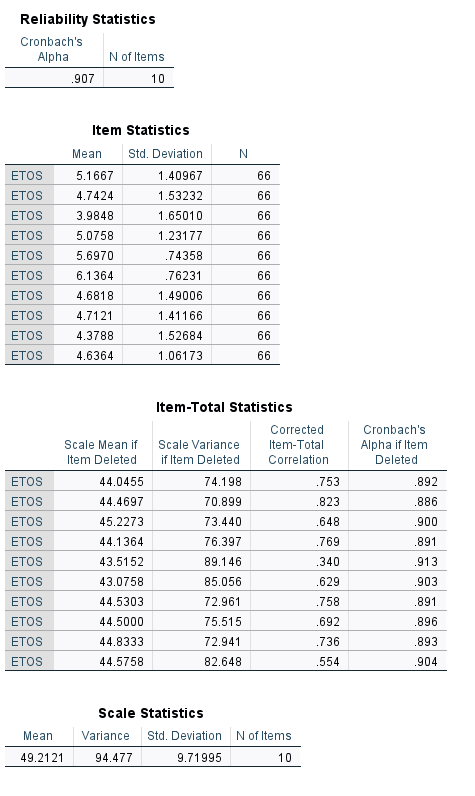 Reliability Statistics
Cronbach's
Alpha N of Items
.907 10
Item Statistics
Mean Std. Deviation N
ETOS 5.1667 1.40967 66
ETOS 4.7424 1.53232 66
ETOS 3.9848 1.65010 66
ETOS 5.0758 1.23177 66
ETOS 5.6970 .74358 66
ETOS 6.1364 .76231 66
ETOS 4.6818 1.49006 66
ETOS 4.7121 1.41166 66
ETOS 4.3788 1.52684 66
ETOS 4.6364 1.06173 66
Item-Total Statistics
Scale Mean if Scale Variance Corrected Cronbach's
Item Deleted if Item Deleted Item-Total Alpha if Item
Correlation Deleted
ETOS 44.0455 74.198 .753 .892
ETOS 44.4697 70.899 .823 .886
ETOS 45.2273 73.440 .648 .900
ETOS 44.1364 76.397 .769 .891
ETOS 43.5152 89.146 .340 .913
ETOS 43.0758 85.056 .629 .903
ETOS 44.5303 72.961 .758 .891
ETOS 44.5000 75.515 .692 .896
ETOS 44.8333 72.941 .736 .893
ETOS 44.5758 82.648 .554 .904
Scale Statistics
Mean Variance Std. Deviation N of Items
49.2121 94.477 9.71995 10